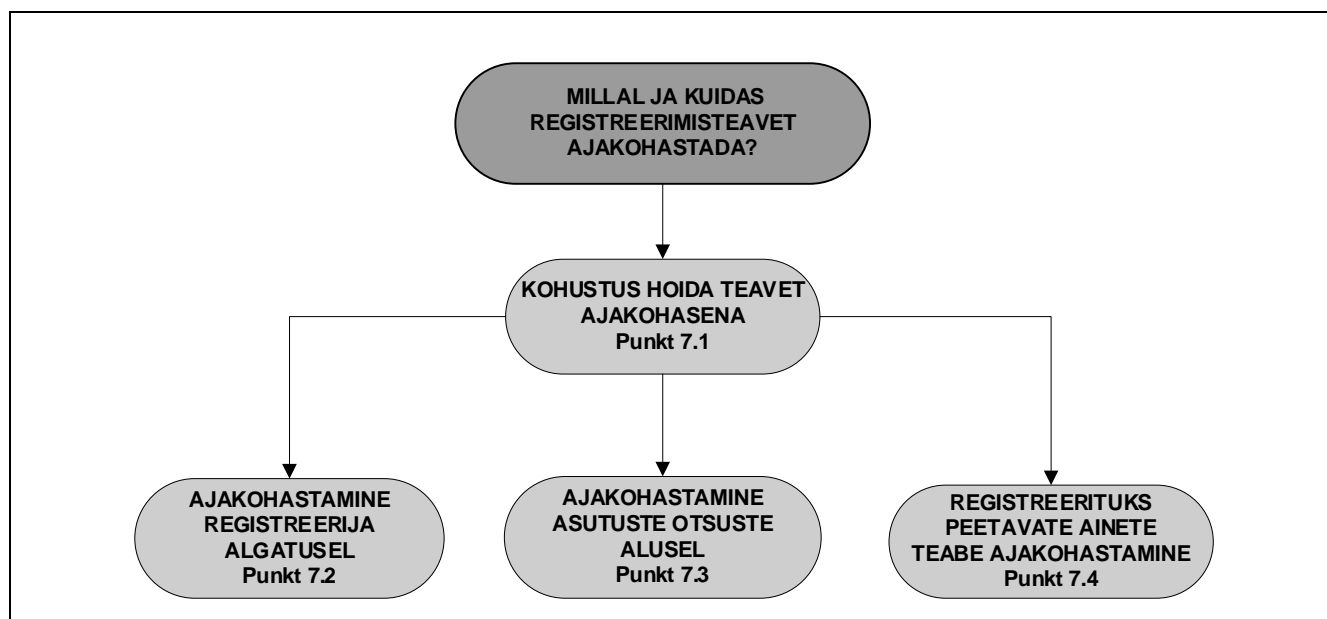 MILLAL JA KUIDAS
REGISTREERIMISTEAVET
AJAKOHASTADA?
KOHUSTUS HOIDA TEAVET
AJAKOHASENA
Punkt 7.1
AJAKOHASTAMINE
REGISTREERIJA
ALGATUSEL
Punkt 7.2
AJAKOHASTAMINE
ASUTUSTE OTSUSTE
ALUSEL
Punkt 7.3
REGISTREERITUKS
PEETAVATE AINETE
TEABE AJAKOHASTAMINE
Punkt 7.4